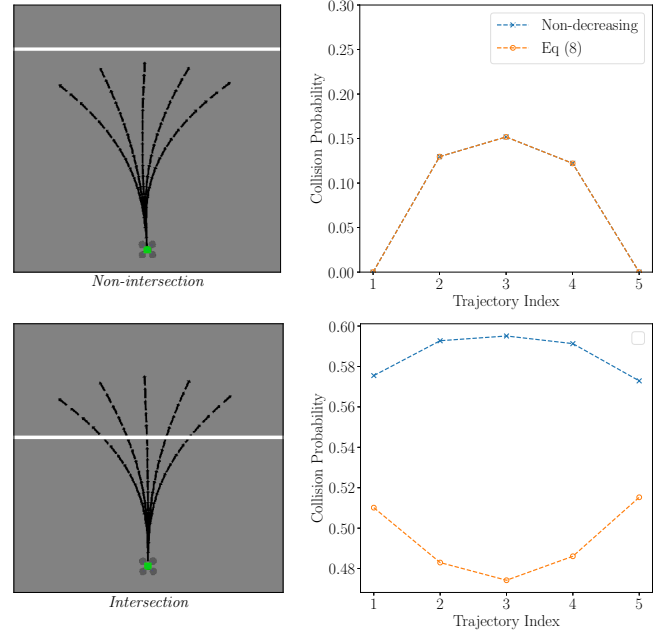 Non-intersection
0.30
0.25
0.20
0.15
0.10
0.05
0.00
Collision Probability
Non-decreasing
Eq (8)
1 2 3 4 5
Trajectory Index
Intersection
0.60
0.58
0.56
0.54
0.52
0.50
0.48
Collision Probability
1 2 3 4 5
Trajectory Index